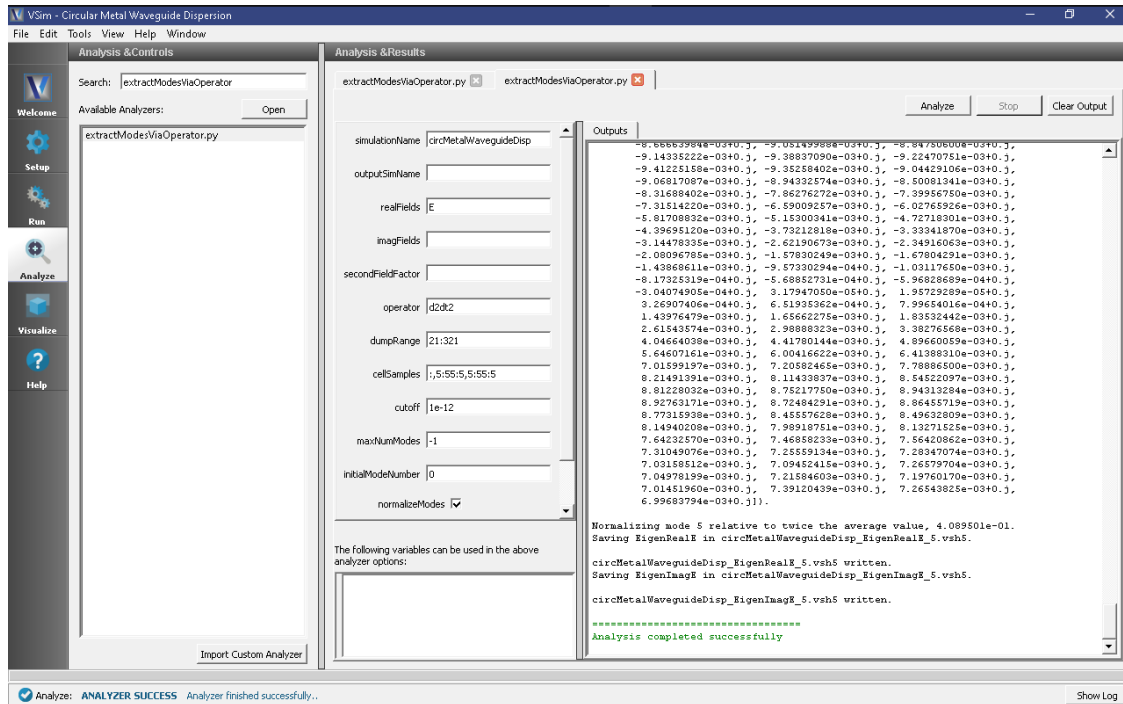 VSim - Circular Metal Waveguide Dispersion
File Edit Tools View Help Window
Analysis &Controls
Analysis &Results
Welcome
Setup
Run
Analyze
Visualize
Help
Search: extractModesViaOperator
Available Analyzers: Open
extractModesViaOperator.py
Import Custom Analyzer
extractModesViaOperator.py extractModesViaOperator.py
Analyze Stop Clear Output
simulationName circMetalWaveguideDisp
outputSimName
realFields E
imagFields
secondFieldFactor
operator d2dt2
dumpRange 21:321
cellSamples :,5:55:5,5:55:5
cutoff 1e-12
maxNumModes -1
initialModeNumber 0
normalizeModes
The following variables can be used in the above
analyzer options:
Outputs
-8.66663984e-03+0.j, -9.05149988e-03+0.j, -8.84750600e-03+0.j,
-9.14335222e-03+0.j, -9.38837090e-03+0.j, -9.22470751e-03+0.j,
-9.41225158e-03+0.j, -9.35258402e-03+0.j, -9.04429106e-03+0.j,
-9.06817087e-03+0.j, -8.94332574e-03+0.j, -8.50081341e-03+0.j,
-8.31688402e-03+0.j, -7.86276272e-03+0.j, -7.39956750e-03+0.j,
-7.31514220e-03+0.j, -6.59009257e-03+0.j, -6.02765926e-03+0.j,
-5.81708832e-03+0.j, -5.15300341e-03+0.j, -4.72718301e-03+0.j,
-4.39695120e-03+0.j, -3.73212818e-03+0.j, -3.33341870e-03+0.j,
-3.14478335e-03+0.j, -2.62190673e-03+0.j, -2.34916063e-03+0.j,
-2.08096785e-03+0.j, -1.57830249e-03+0.j, -1.67804291e-03+0.j,
-1.43868611e-03+0.j, -9.57330294e-04+0.j, -1.03117650e-03+0.j,
-8.17325319e-04+0.j, -5.68852731e-04+0.j, -5.96828689e-04+0.j,
-3.04074905e-04+0.j, 3.17947050e-05+0.j, 1.95729289e-05+0.j,
3.26907406e-04+0.j, 6.51935362e-04+0.j, 7.99654016e-04+0.j,
1.43976479e-03+0.j, 1.65662275e-03+0.j, 1.83532442e-03+0.j,
2.61543574e-03+0.j, 2.98888323e-03+0.j, 3.38276568e-03+0.j,
4.04664038e-03+0.j, 4.41780144e-03+0.j, 4.89660059e-03+0.j,
5.64607161e-03+0.j, 6.00416622e-03+0.j, 6.41388310e-03+0.j,
7.01599197e-03+0.j, 7.20582465e-03+0.j, 7.78886500e-03+0.j,
8.21491391e-03+0.j, 8.11433837e-03+0.j, 8.54522097e-03+0.j,
8.81228032e-03+0.j, 8.75217750e-03+0.j, 8.94313284e-03+0.j,
8.92763171e-03+0.j, 8.72484291e-03+0.j, 8.86455719e-03+0.j,
8.77315938e-03+0.j, 8.45557628e-03+0.j, 8.49632809e-03+0.j,
8.14940208e-03+0.j, 7.98918751e-03+0.j, 8.13271525e-03+0.j,
7.64232570e-03+0.j, 7.46858233e-03+0.j, 7.56420862e-03+0.j,
7.31049076e-03+0.j, 7.25559134e-03+0.j, 7.28347074e-03+0.j,
7.03158512e-03+0.j, 7.09452415e-03+0.j, 7.26579704e-03+0.j,
7.04978199e-03+0.j, 7.21584603e-03+0.j, 7.19760170e-03+0.j,
7.01451960e-03+0.j, 7.39120439e-03+0.j, 7.26543825e-03+0.j,
6.99683794e-03+0.j]).
Normalizing mode 5 relative to twice the average value, 4.089501e-01.
Saving EigenRealE in circMetalWaveguideDisp_EigenRealE_5.vsh5.
circMetalWaveguideDisp_EigenRealE_5.vsh5 written.
Saving EigenImagE in circMetalWaveguideDisp_EigenImagE_5.vsh5.
circMetalWaveguideDisp_EigenImagE_5.vsh5 written.
================================
Analysis completed successfully
Analyze: ANALYZER SUCCESS Analyzer finished successfully..
Show Log